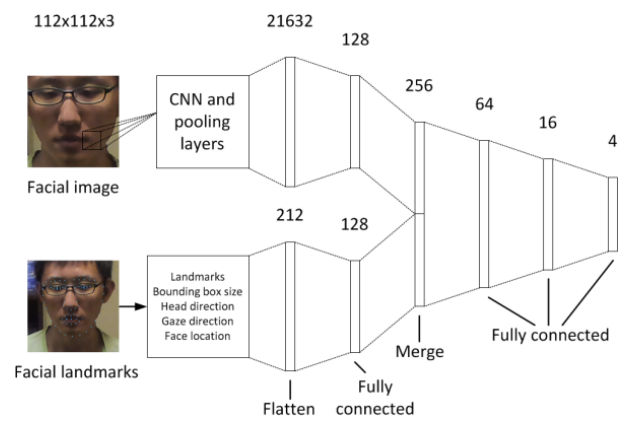 112x112x3
21632
128
256
64
16
4
CNN and
pooling
layers
Facial image
212
128
Landmarks
Bounding box size
Head direction
Gaze direction
Face location
Facial landmarks
Flatten
Fully
connected
Merge
Fully connected